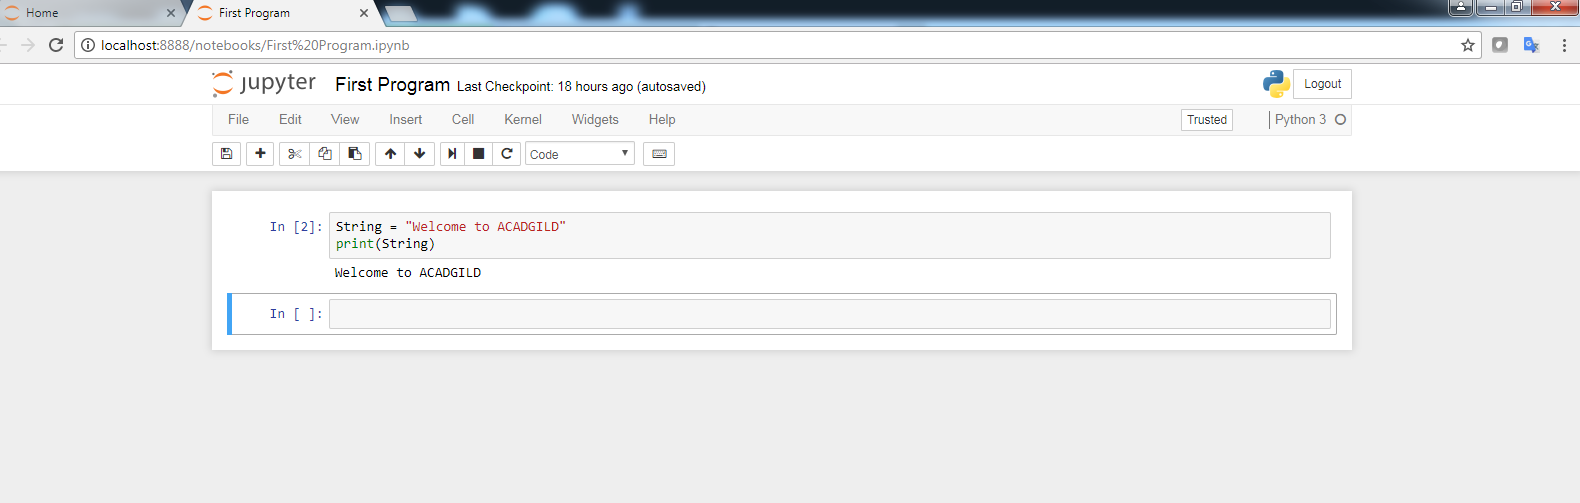 Home
First Program
localhost:8888/notebooks/First%20Program.ipynb
jupyter First Program Last Checkpoint: 18 hours ago (autosaved)
Logout
File Edit View Insert Cell Kernel Widgets Help
Trusted
Python 3
Code
In [2]: String = "Welcome to ACADGILD"
print(String)
Welcome to ACADGILD
In [ ]: